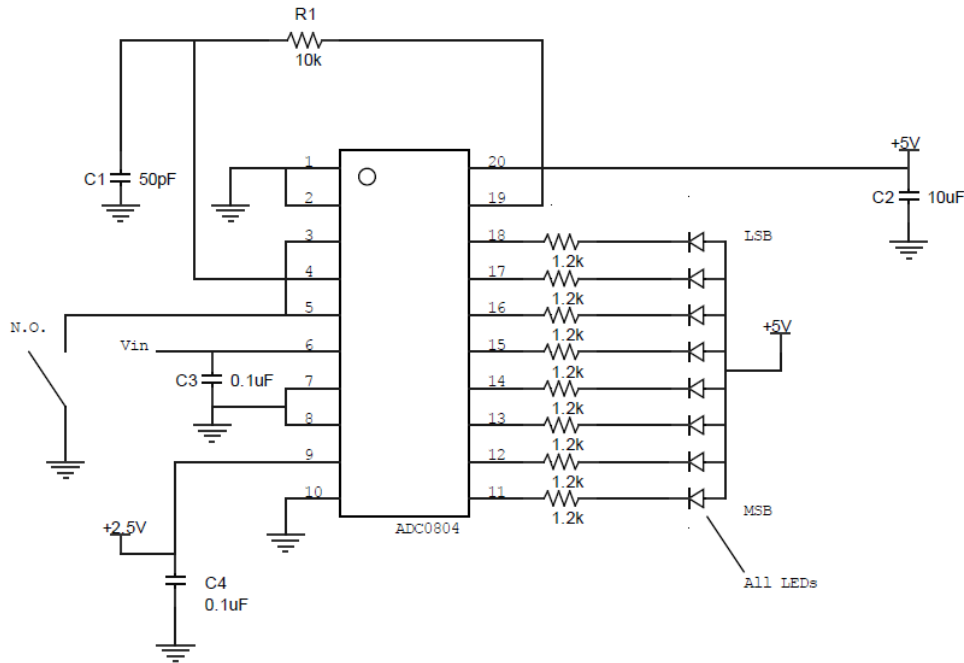 R1
10k
+5V
C1 50pF
C2 10uF
1 20
2 19
3 18 LSB
1.2k
4 17
1.2k
5 16
1.2k
N.O.
+5V
Vin 6 15
1.2k
C3 0.1uF
7 14
1.2k
8 13
1.2k
9 12
1.2k
10 11
1.2k
MSB
+2.5V
ADC0804
C4
0.1uF
All LEDs